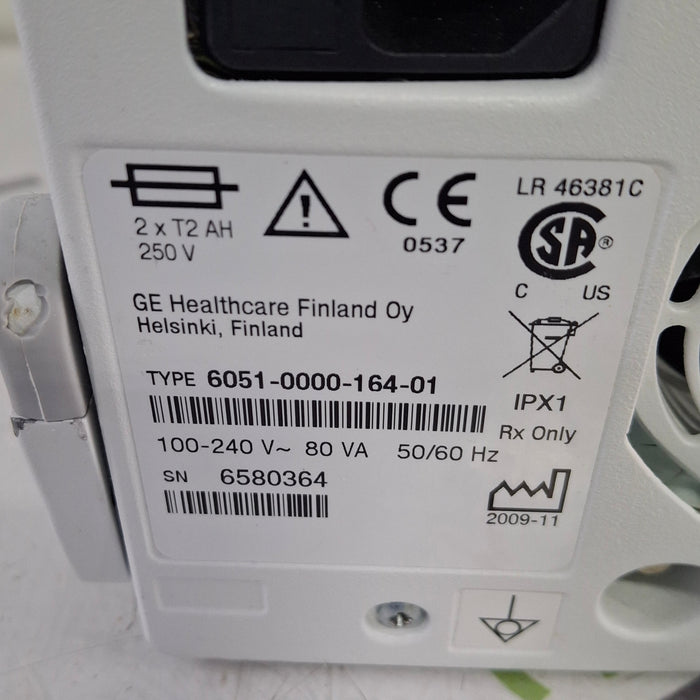 2 x T2 AH
250 V
CE
0537
LR 46381C
SA ®
C US
GE Healthcare Finland Oy
Helsinki, Finland
TYPE 6051-0000-164-01
IPX1
100-240 V~ 80 VA 50/60 Hz
Rx Only
SN 6580364
2009-11